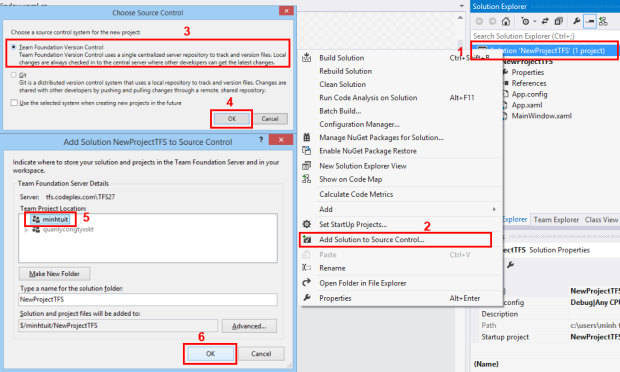 Choose Source Control
Choose a source control system for the new project:
3
Team Foundation Version Control
Team Foundation Version Control uses a single centralized server repository to track and version files. Local
changes are always checked in to the central server where other developers can get the latest changes.
Git
Git is a distributed version control system that uses a local repository to track and version files. Changes are
shared with other developers by pushing and pulling changes through a remote, shared repository.
Use the selected system when creating new projects in the future
4
OK
Cancel
Add Solution NewProjectTFS to Source Control
Indicate where to store your solution and projects in the Team Foundation Server and in your
workspace.
Team Foundation Server Details
Server: tfs.codeplex.com\TFS27
Team Project Location:
minhtuit
5
quanlycongtyvskt
Make New Folder
Type a name for the solution folder:
NewProjectTFS
Solution and project files will be added to:
$/minhtuit/NewProjectTFS
Advanced...
6
OK
Cancel
Build Solution Ctrl+Shift+B
Rebuild Solution
Clean Solution
Run Code Analysis on Solution Alt+F11
Batch Build...
Configuration Manager...
Manage NuGet Packages for Solution...
Enable NuGet Package Restore
New Solution Explorer View
Show on Code Map
Calculate Code Metrics
Add
Set StartUp Projects...
2
Add Solution to Source Control...
Paste Ctrl+V
Rename
Open Folder in File Explorer
Properties Alt+Enter
Solution Explorer
Search Solution Explorer (Ctrl+;)
1
Solution 'NewProjectTFS' (1 project)
NewProjectTFS
Properties
References
App.config
App.xaml
MainWindow.xaml
Explorer Team Explorer Class View
Solution Properties
NewProjectTFS
config Debug|Any CPU
Description
Path c:\users\minh t
Startup project NewProjectTFS
(Name)